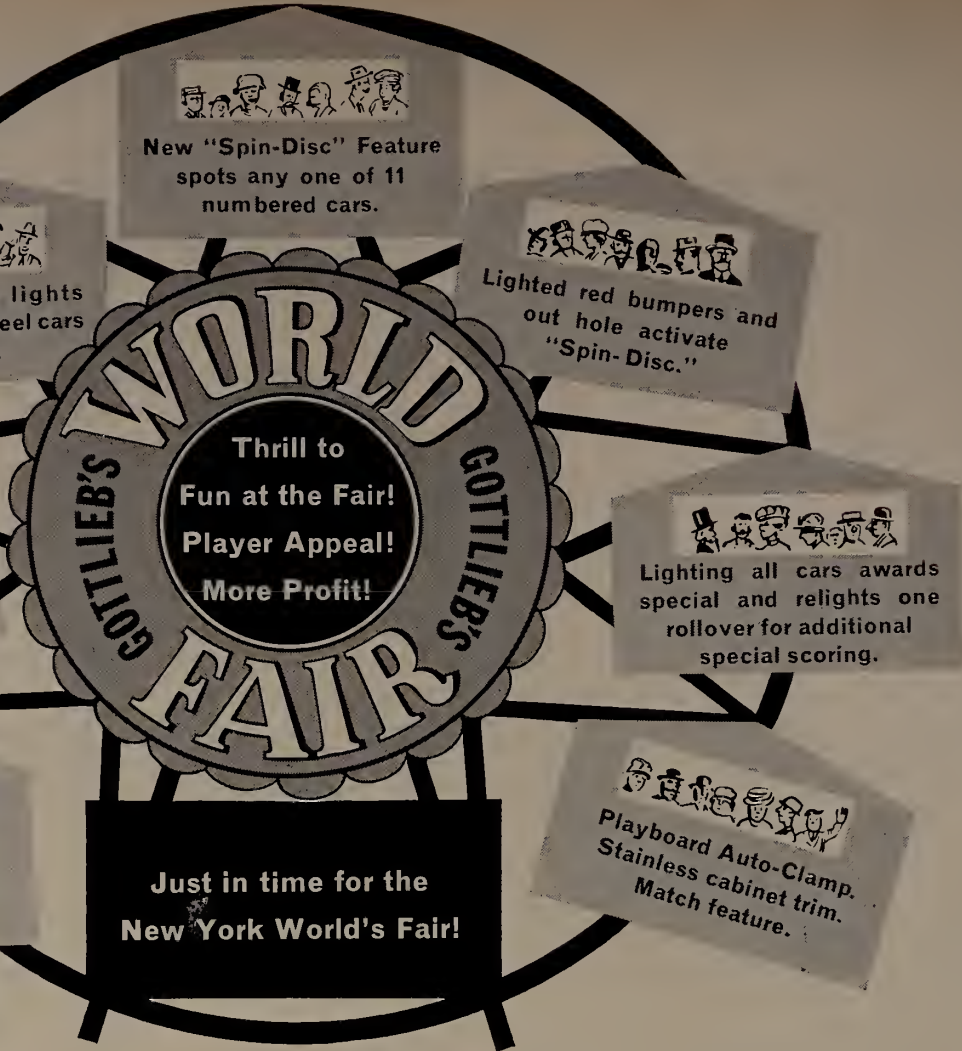 New "Spin-Disc" Feature
spots any one of 11
numbered cars.
lights
eel cars
Lighted red bumpers and
out hole activate
"Spin-Disc."
GOTTLIEB'S
WORLD
FAIR
GOTTLIEB'S
Thrill to
Fun at the Fair!
Player Appeal!
More Profit!
Lighting all cars awards
special and relights one
rollover for additional
special scoring.
Playboard Auto-Clamp.
Stainless cabinet trim.
Match feature.
Just in time for the
New York World's Fair!